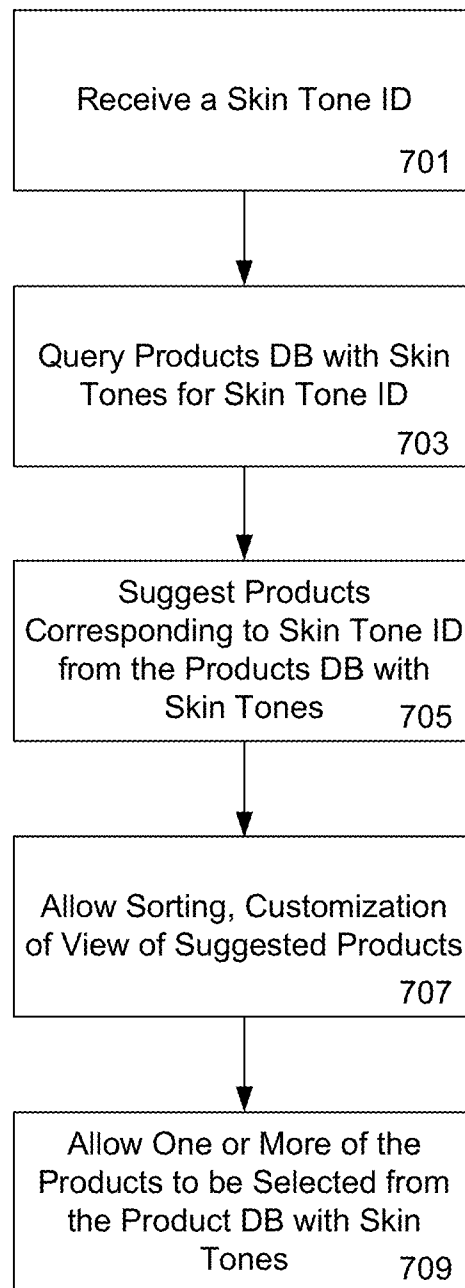 Receive a Skin Tone ID
701
Query Products DB with Skin
Tones for Skin Tone ID
703
Suggest Products
Corresponding to Skin Tone ID
from the Products DB with
Skin Tones
705
Allow Sorting, Customization
of View of Suggested Products
707
Allow One or More of the
Products to be Selected from
the Product DB with Skin
Tones
709